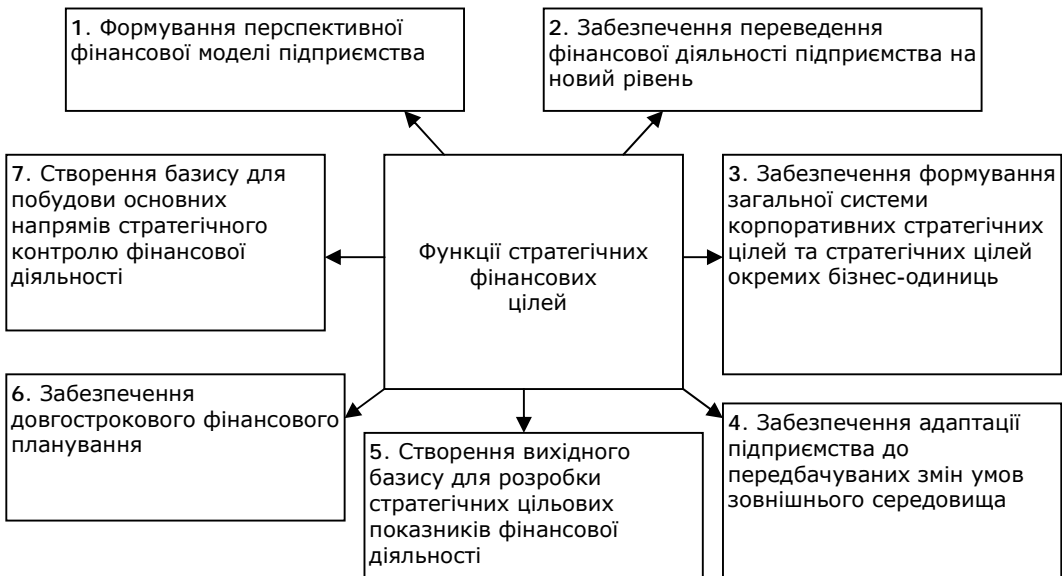 1. Формування перспективної
фінансової моделі підприємства
2. Забезпечення переведення
фінансової діяльності підприємства на
новий рівень
7. Створення базису для
побудови основних
напрямів стратегічного
контролю фінансової
діяльності
Функції стратегічних
фінансових
цілей
3. Забезпечення формування
загальної системи
корпоративних стратегічних
цілей та стратегічних цілей
окремих бізнес-одиниць
6. Забезпечення
довгострокового фінансового
планування
5. Створення вихідного
базису для розробки
стратегічних цільових
показників фінансової
діяльності
4. Забезпечення адаптації
підприємства до
передбачуваних змін умов
зовнішнього середовища